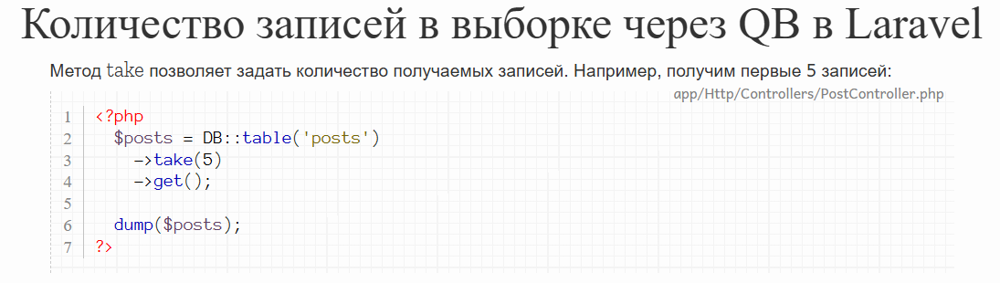 Количество записей в выборке через QB в Laravel
Метод take позволяет задать количество получаемых записей. Например, получим первые 5 записей:
app/Http/Controllers/PostController.php
1 <?php
2 $posts = DB::table('posts')
3 ->take(5)
4 ->get();
5
6 dump($posts);
7 ?>